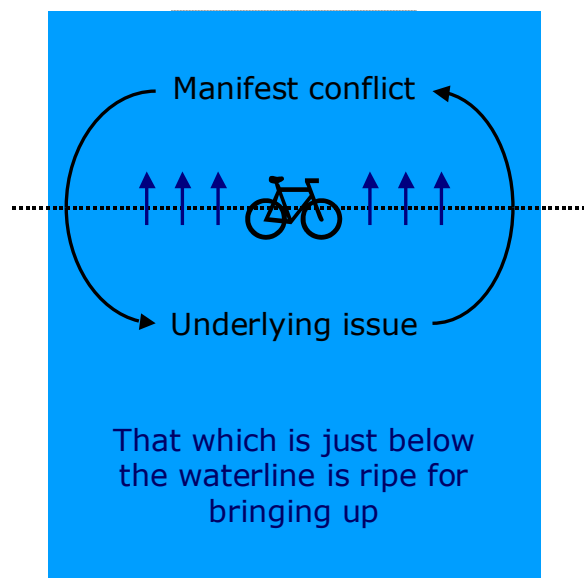 Manifest conflict
Underlying issue
That which is just below
the waterline is ripe for
bringing up